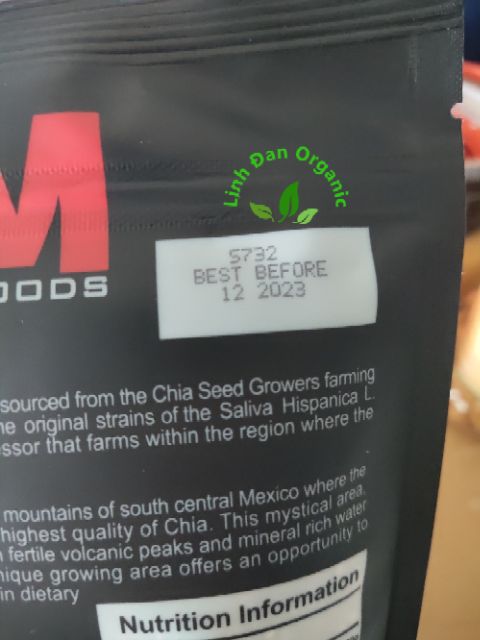 Linh Đan Organic
M
OODS
5732
BEST BEFORE
12 2023
sourced from the Chia Seed Growers farming
original strains of the Saliva Hispanica L.
that farms within the region where the
mountains of south central Mexico where the
highest quality of Chia. This mystical area,
fertile volcanic peaks and mineral rich water
growing area offers an opportunity to
in dietary
Nutrition Information